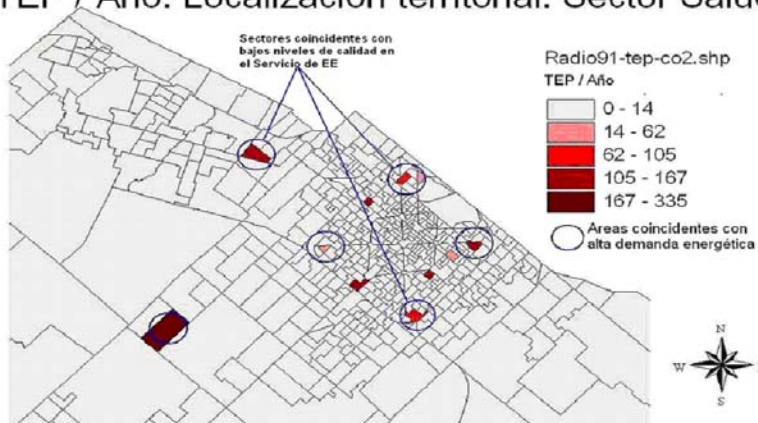 TEP / Año. Localización territorial. Sector Salud
Sectores coincidentes con
bajos niveles de calidad en
el Servicio de EE
Radio91-tep-co2.shp
TEP / Año
0 - 14
14 - 62
62 - 105
105 - 167
167 - 335
Areas coincidentes con
alta demanda energética
N
W
S